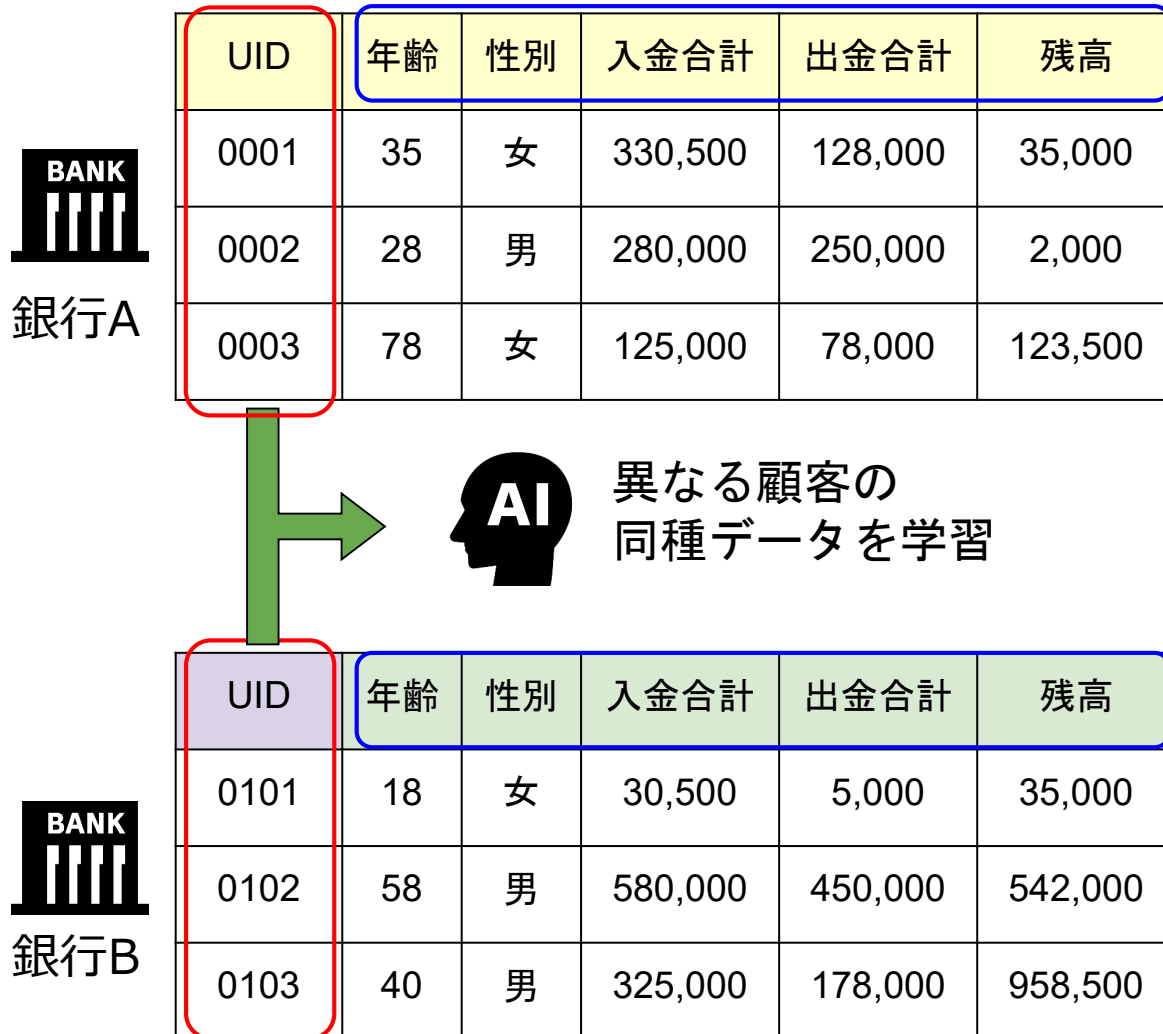 UID 年齢 性別 入金合計 出金合計 残高
0001 35 女 330,500 128,000 35,000
BANK
0002 28 男 280,000 250,000 2,000
銀行A
0003 78 女 125,000 78,000 123,500
AI
異なる顧客の
同種データを学習
UID 年齢 性別 入金合計 出金合計 残高
0101 18 女 30,500 5,000 35,000
BANK
0102 58 男 580,000 450,000 542,000
銀行B
0103 40 男 325,000 178,000 958,500